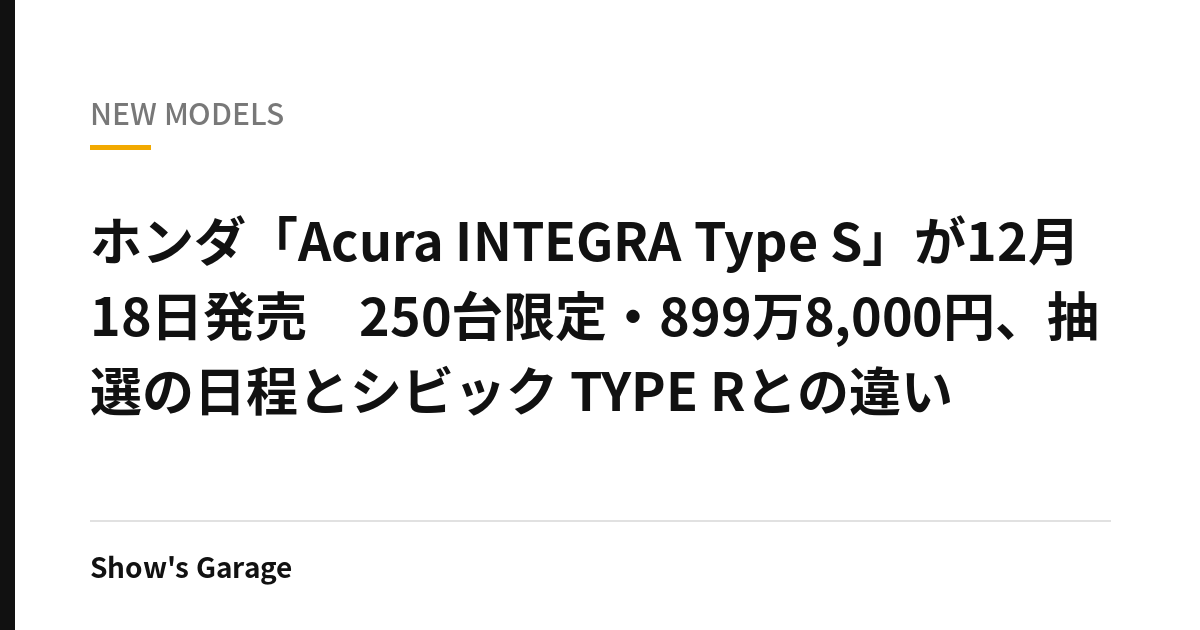 NEW MODELS
ホンダ「Acura INTEGRA Type S」が12月
18日発売　250台限定・899万8,000円、抽
選の日程とシビック TYPE Rとの違い
Show's Garage